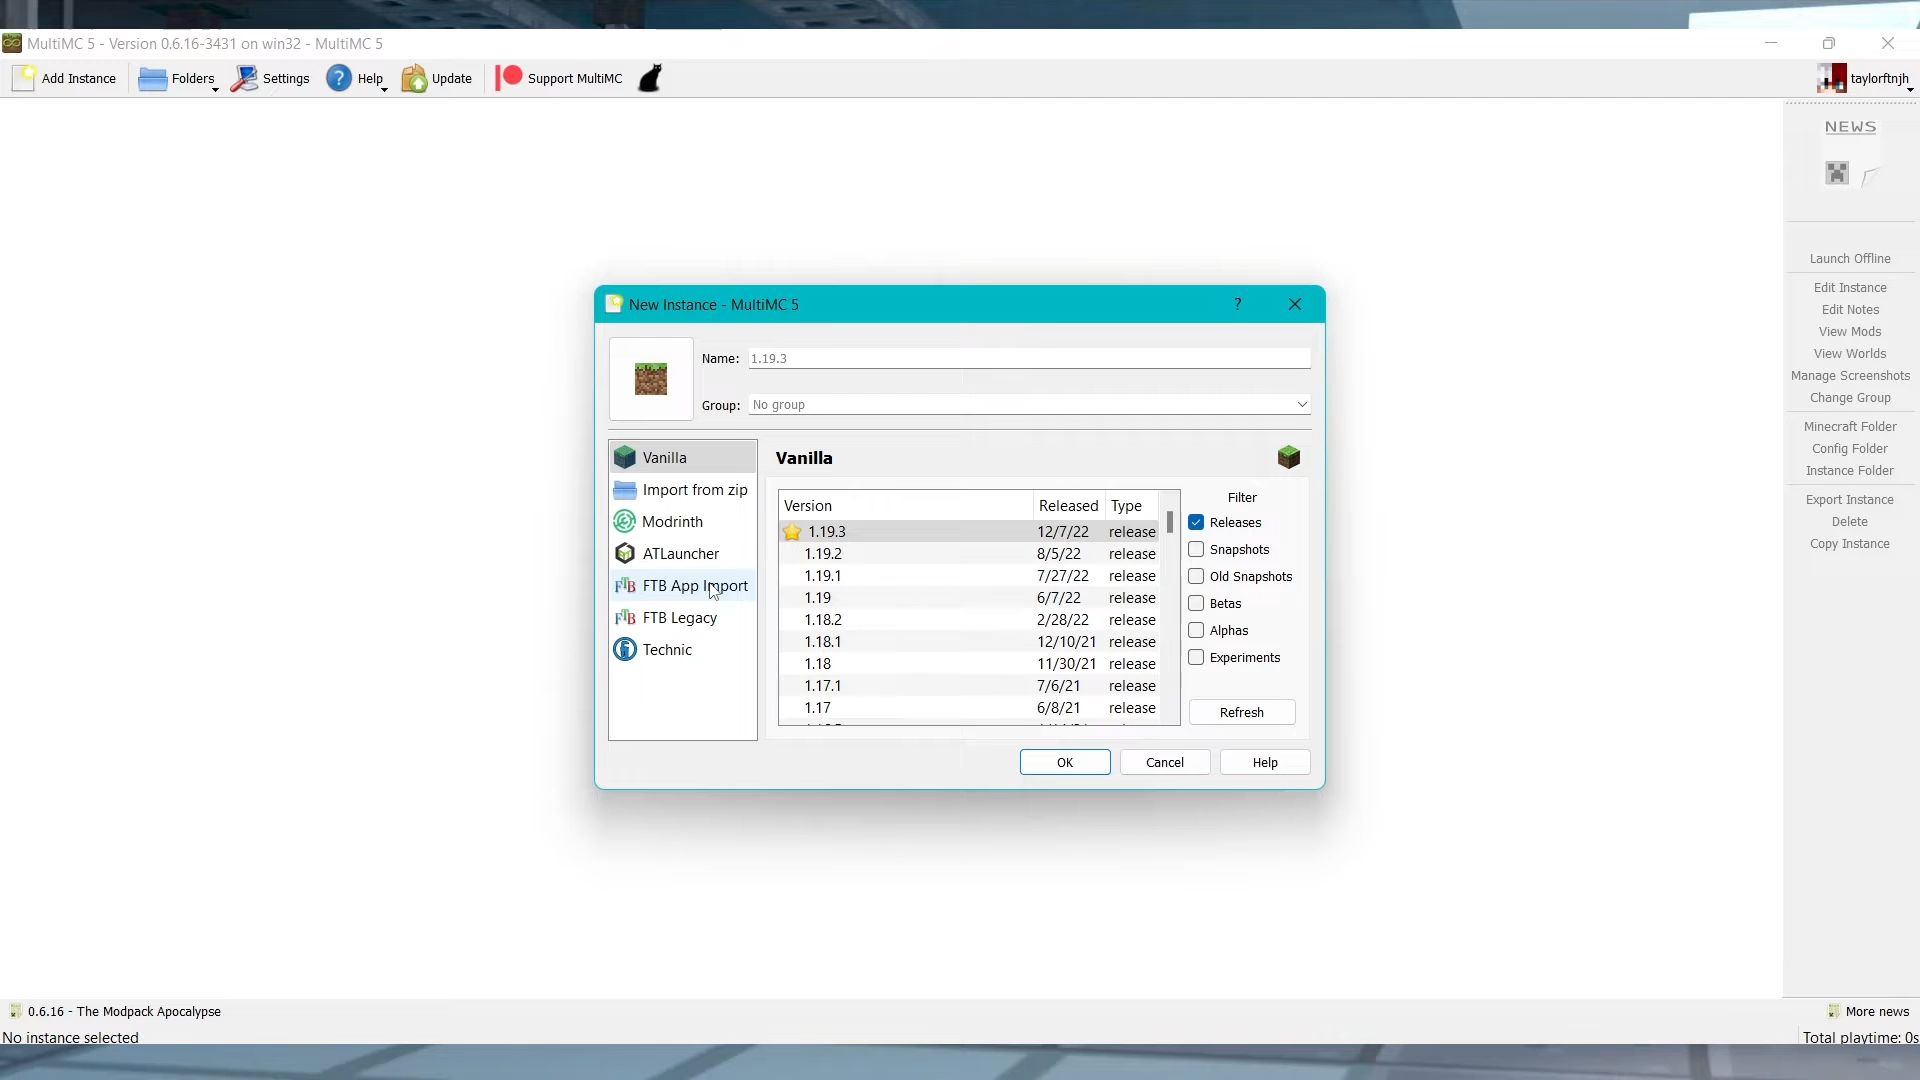 MultiMC 5 - Version 0.6.16-3431 on win32 - MultiMC 5
Add Instance
Folders
Settings
Help
Update
Support MultiMC
taylorftnjh
NEWS
Launch Offline
Edit Instance
Edit Notes
View Mods
View Worlds
Manage Screenshots
Change Group
Minecraft Folder
Config Folder
Instance Folder
Export Instance
Delete
Copy Instance
New Instance - MultiMC 5
?
Name: 1.19.3
Group: No group
Vanilla
Import from zip
Modrinth
ATLauncher
FTB FTB App Import
FTB FTB Legacy
Technic
Vanilla
Version Released Type
1.19.3 12/7/22 release
1.19.2 8/5/22 release
1.19.1 7/27/22 release
1.19 6/7/22 release
1.18.2 2/28/22 release
1.18.1 12/10/21 release
1.18 11/30/21 release
1.17.1 7/6/21 release
1.17 6/8/21 release
Filter
Releases
Snapshots
Old Snapshots
Betas
Alphas
Experiments
Refresh
OK
Cancel
Help
0.6.16 - The Modpack Apocalypse
More news
No instance selected
Total playtime: 0s